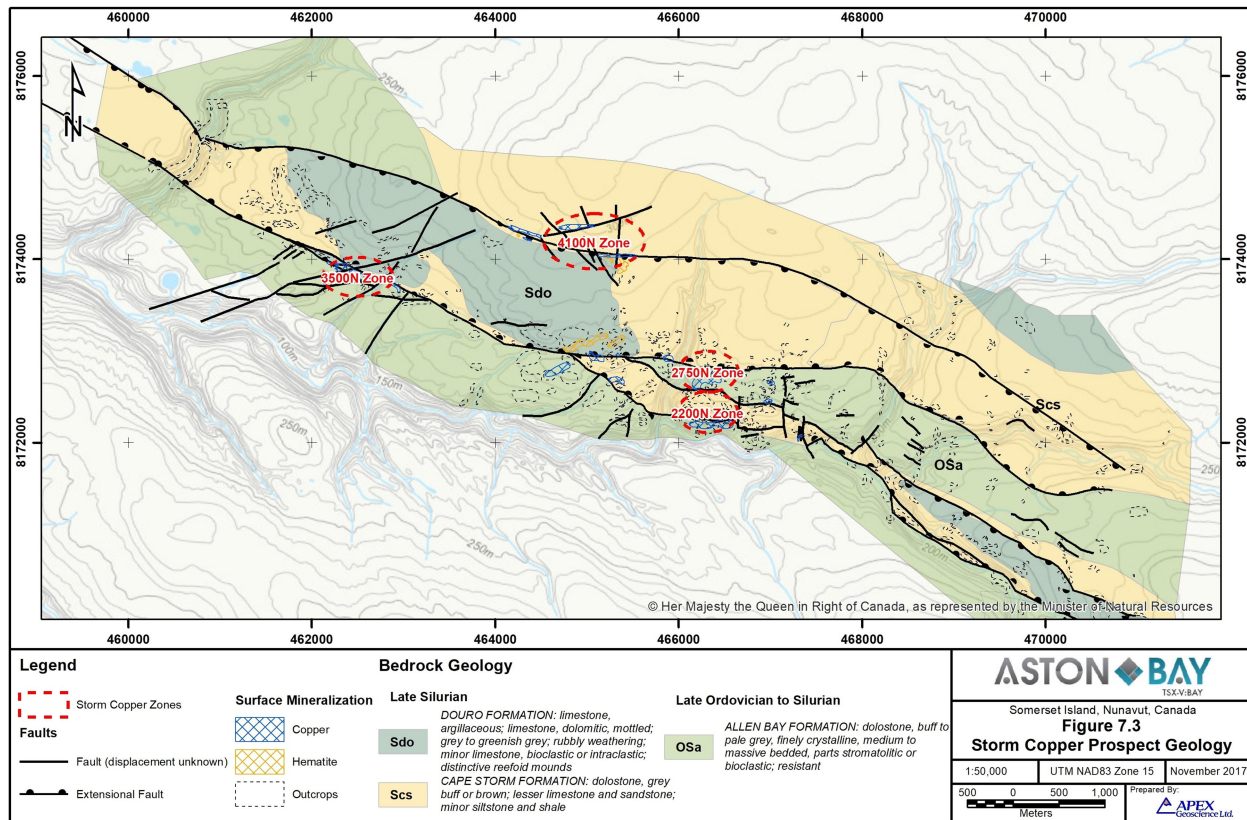 460000 462000 464000 466000 468000 470000
8176000 8176000
250m
250m
N
4100N Zone
8174000 8174000
3500N Zone
Sdo
100m
150m
2750N Zone
Scs
2200N Zone
8172000 8172000
250m
250m
250m
OSa
250m
200m
© Her Majesty the Queen in Right of Canada, as represented by the Minister of Natural Resources
460000 462000 464000 466000 468000 470000
Legend
Storm Copper Zones
Faults
Fault (displacement unknown)
Extensional Fault
Surface Mineralization
Copper
Hematite
Outcrops
Bedrock Geology
Late Silurian
Sdo
DOURO FORMATION: limestone,
argillaceous; limestone, dolomitic, mottled;
grey to greenish grey; rubbly weathering;
minor limestone, bioclastic or intraclastic;
distinctive reefoid mounds
Scs
CAPE STORM FORMATION: dolostone, grey
buff or brown; lesser limestone and sandstone;
minor siltstone and shale
Late Ordovician to Silurian
OSa
ALLEN BAY FORMATION: dolostone, buff to
pale grey, finely crystalline, medium to
massive bedded, parts stromatolitic or
bioclastic; resistant
ASTON BAY
TSX-V:BAY
Somerset Island, Nunavut, Canada
Figure 7.3
Storm Copper Prospect Geology
1:50,000 UTM NAD83 Zone 15 November 2017
500 0 500 1,000
Meters
Prepared By:
APEX
Geoscience Ltd.